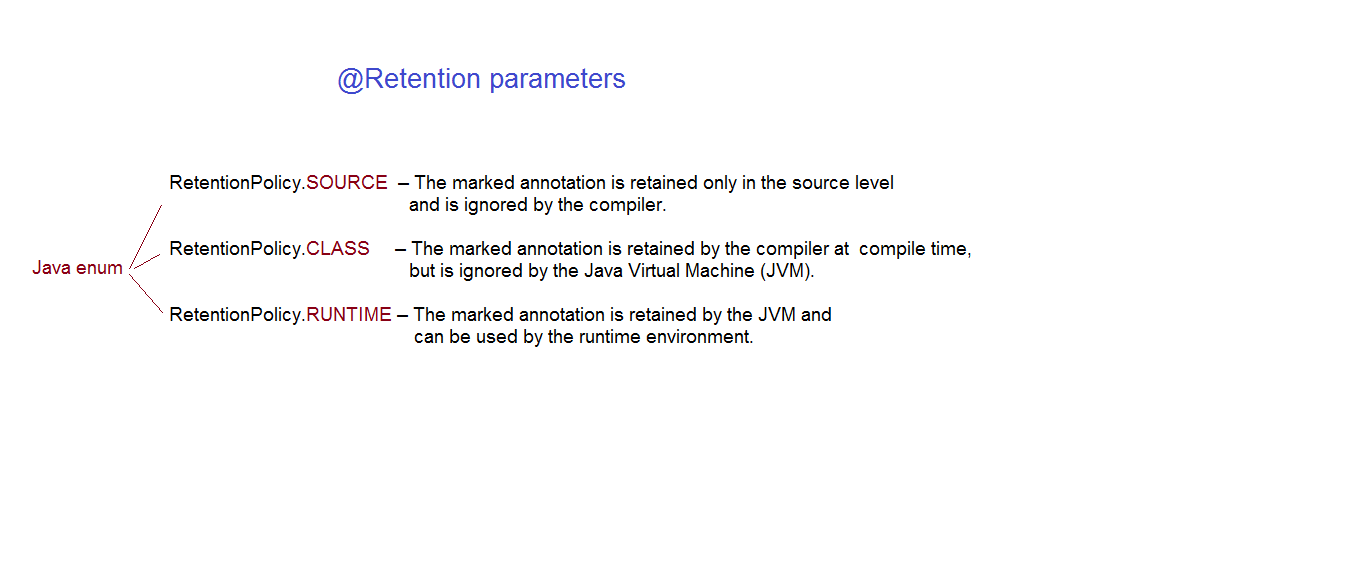 @Retention parameters
RetentionPolicy.SOURCE – The marked annotation is retained only in the source level
and is ignored by the compiler.
RetentionPolicy.CLASS – The marked annotation is retained by the compiler at compile time,
Java enum
but is ignored by the Java Virtual Machine (JVM).
RetentionPolicy.RUNTIME – The marked annotation is retained by the JVM and
can be used by the runtime environment.